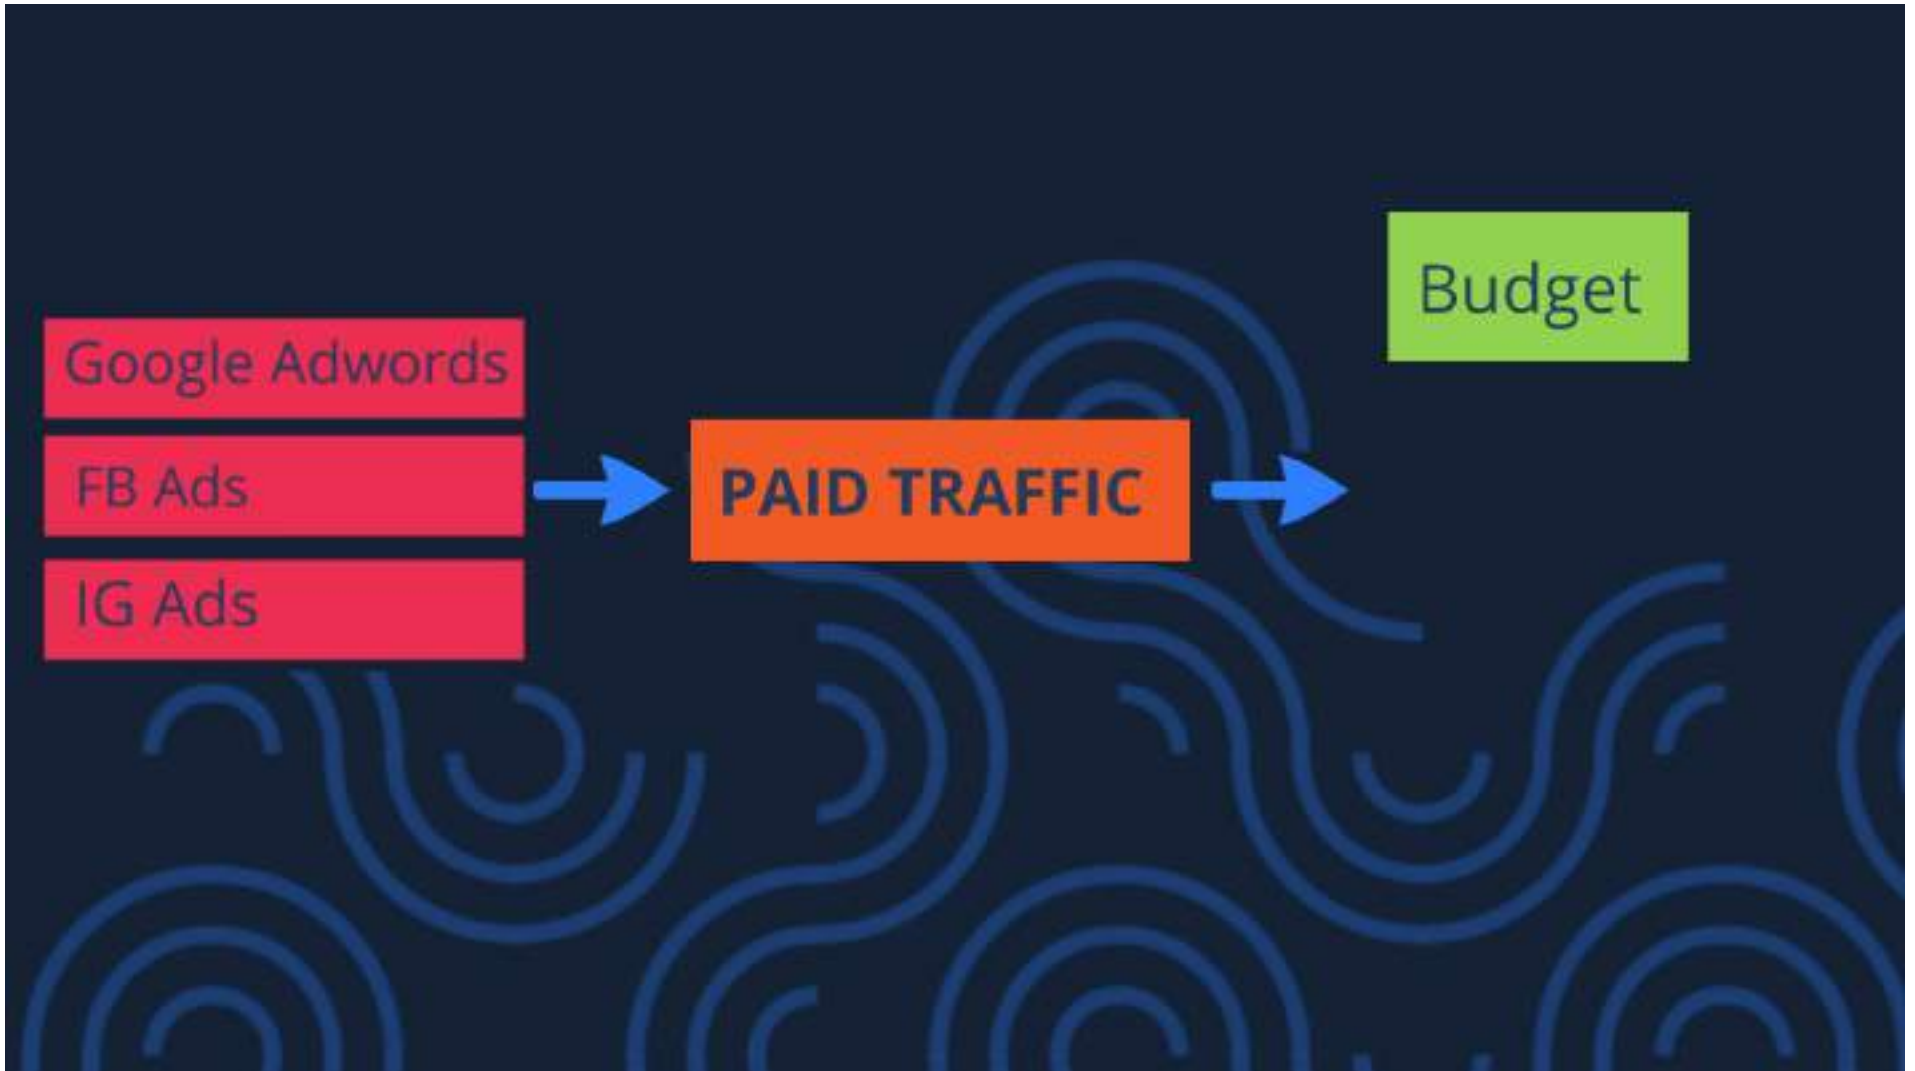 Google Adwords
FB Ads
IG Ads
PAID TRAFFIC
Budget